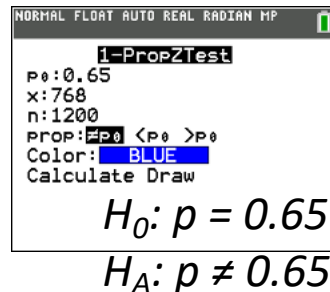 NORMAL FLOAT AUTO REAL RADIAN MP
1-PropZTest
p₀:0.65
x:768
n:1200
prop:≠p₀ <p₀ >p₀
Color: BLUE
Calculate Draw
H₀: p = 0.65
Hₐ: p ≠ 0.65